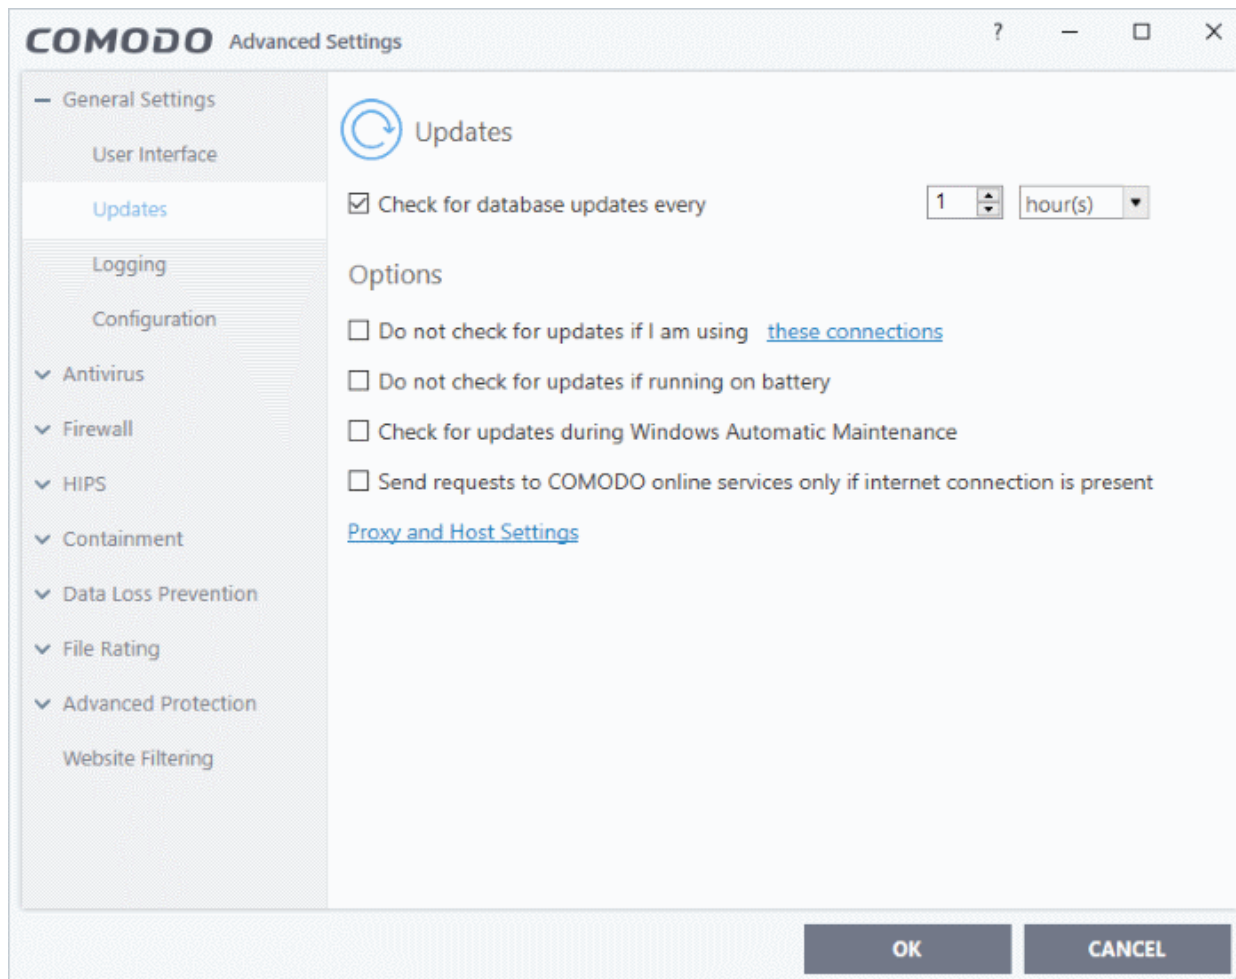 COMODO Advanced Settings ?
General Settings
User Interface
Updates
Logging
Configuration
Antivirus
Firewall
HIPS
Containment
Data Loss Prevention
File Rating
Advanced Protection
Website Filtering
Updates
Check for database updates every 1 hour(s)
Options
Do not check for updates if I am using these connections
Do not check for updates if running on battery
Check for updates during Windows Automatic Maintenance
Send requests to COMODO online services only if internet connection is present
Proxy and Host Settings
OK CANCEL